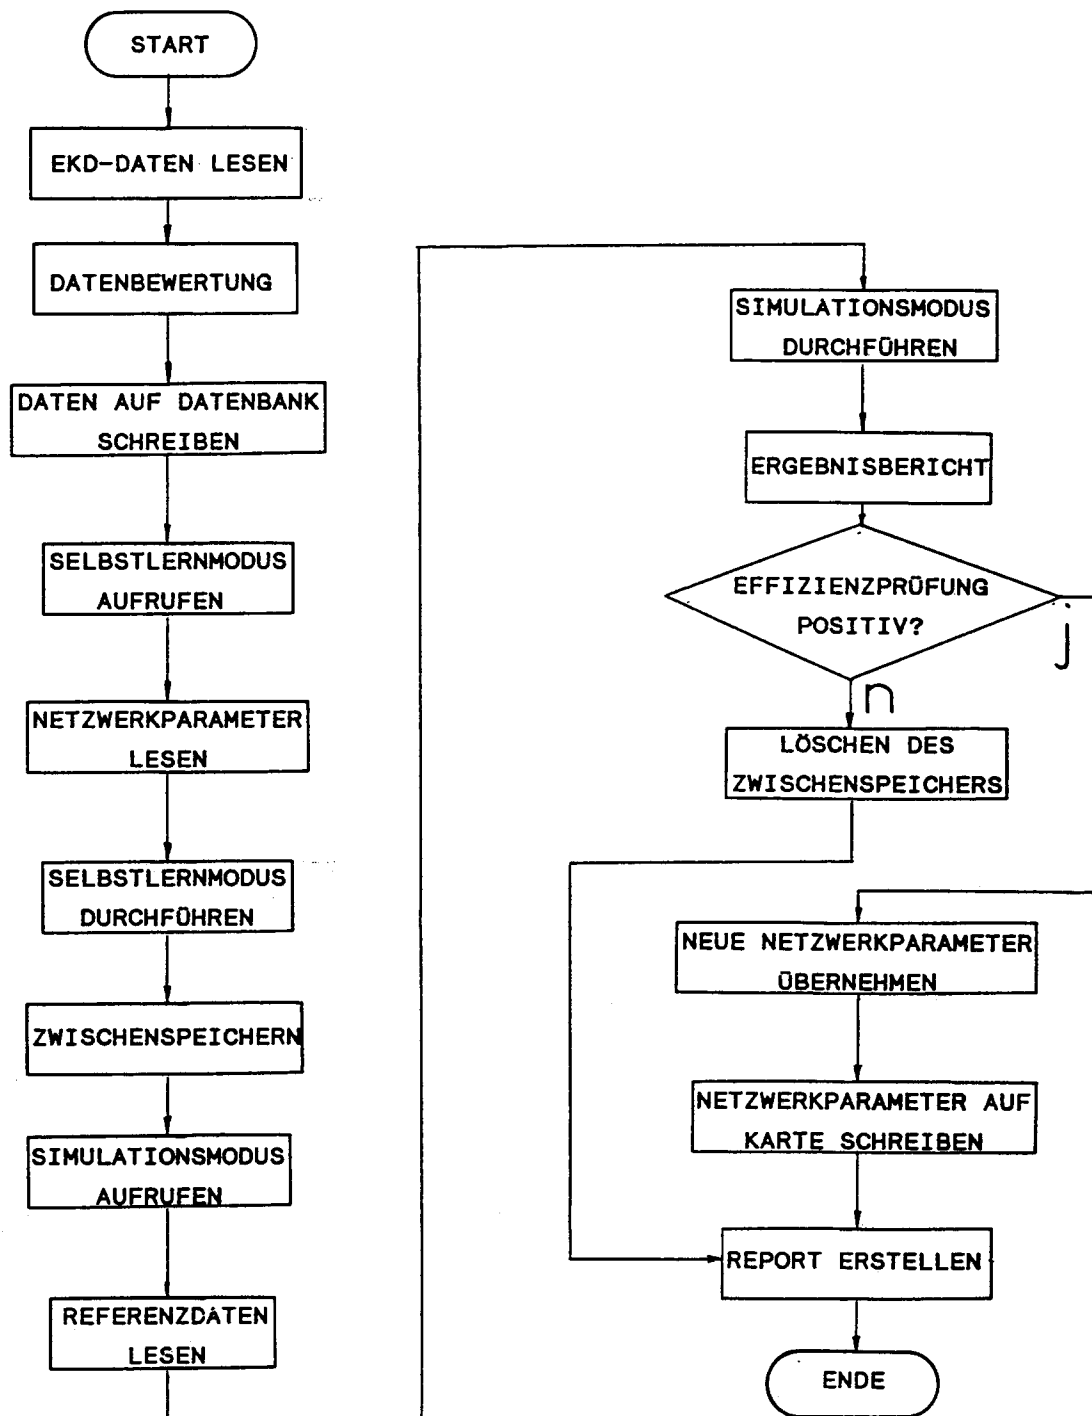 START
EKD-DATEN LESEN
DATENBEWERTUNG
DATEN AUF DATENBANK
SCHREIBEN
SELBSTLERNMODUS
AUFRUFEN
NETZWERKPARAMETER
LESEN
SELBSTLERNMODUS
DURCHFÜHREN
ZWISCHENSPEICHERN
SIMULATIONSMODUS
AUFRUFEN
REFERENZDATEN
LESEN
SIMULATIONSMODUS
DURCHFÜHREN
ERGEBNISBERICHT
EFFIZIENZPRÜFUNG
POSITIV?
j
n
LÖSCHEN DES
ZWISCHENSPEICHERS
NEUE NETZWERKPARAMETER
ÜBERNEHMEN
NETZWERKPARAMETER AUF
KARTE SCHREIBEN
REPORT ERSTELLEN
ENDE